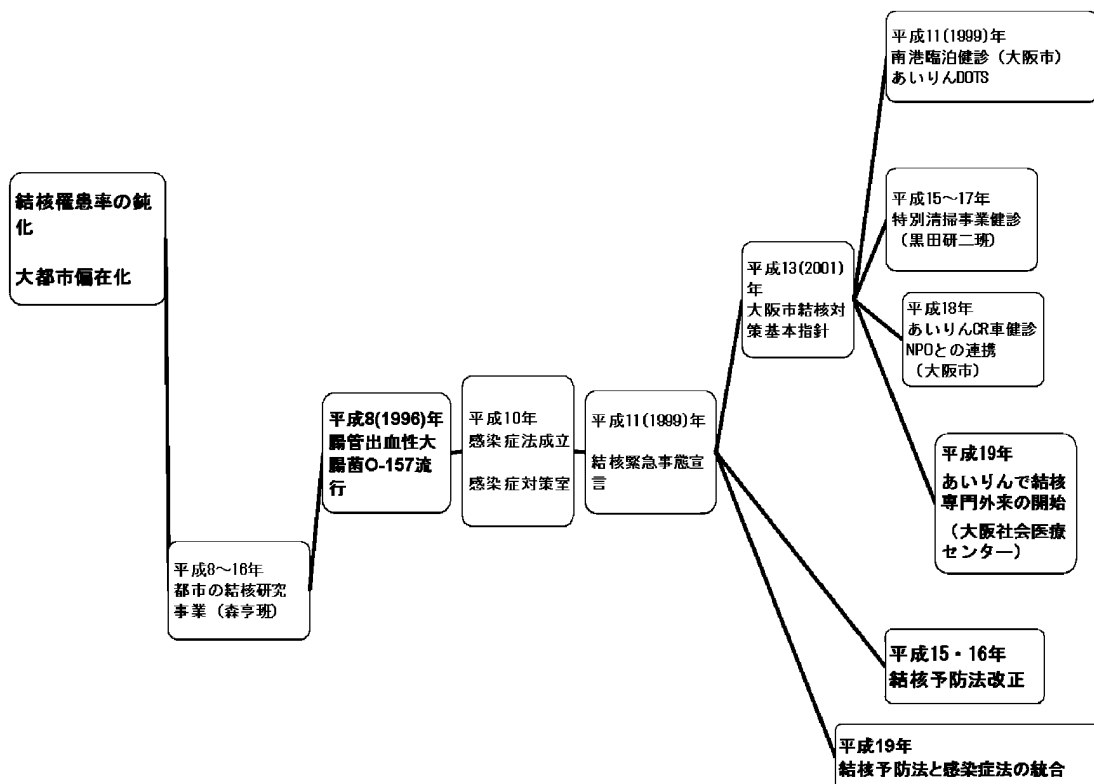 結核罹患率の鈍
化
大都市偏在化
平成8～16年
都市の結核研究
事業（森亨班）
平成8(1996)年
腸管出血性大
腸菌O-157流
行
平成10年
感染症法成立
感染症対策室
平成11(1999)年
結核緊急事態宣
言
平成13(2001)
年
大阪市結核対
策基本指針
平成11(1999)年
南港臨泊健診（大阪市）
あいりんDOTS
平成15～17年
特別清掃事業健診
（黒田研二班）
平成18年
あいりんCR車健診
NPOとの連携
（大阪市）
平成19年
あいりんで結核
専門外来の開始
（大阪社会医療
センター）
平成15・16年
結核予防法改正
平成19年
結核予防法と感染症法の統合